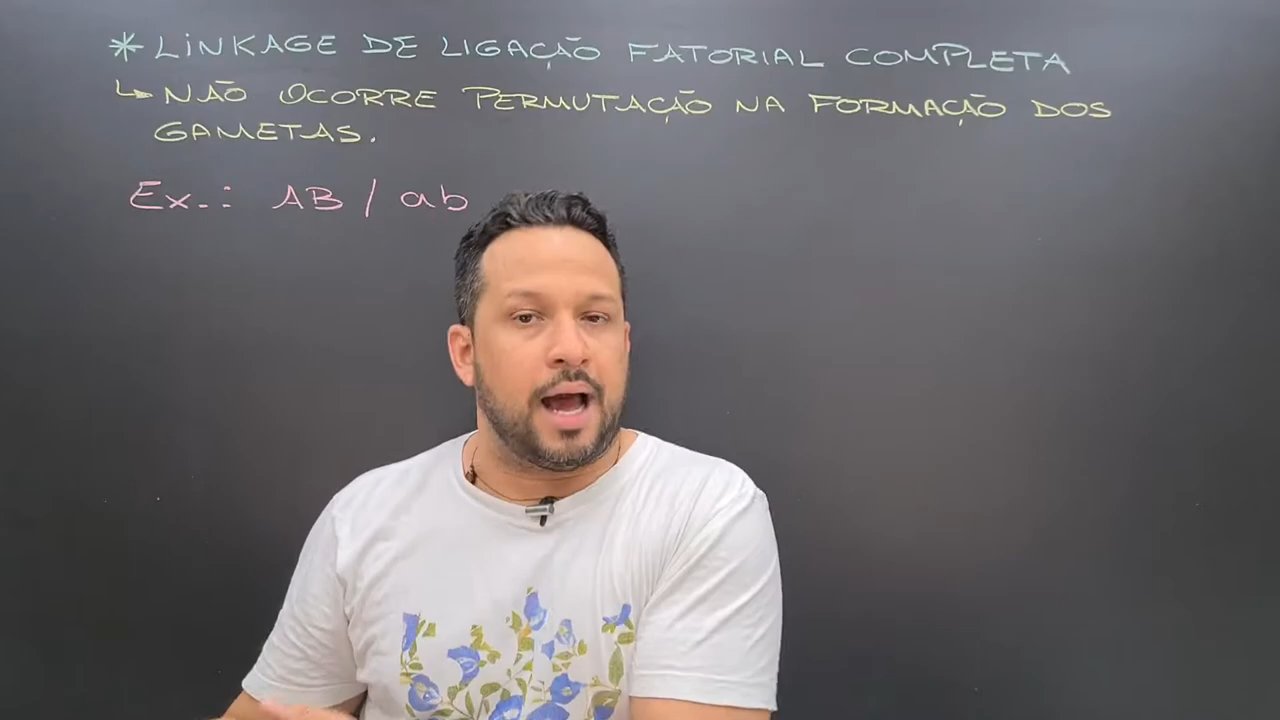 * LINKAGE DE LIGAÇÃO FATORIAL COMPLETA
↳ NÃO OCORRE PERMUTAÇÃO NA FORMAÇÃO DOS
GAMETAS.
Ex.: AB / ab